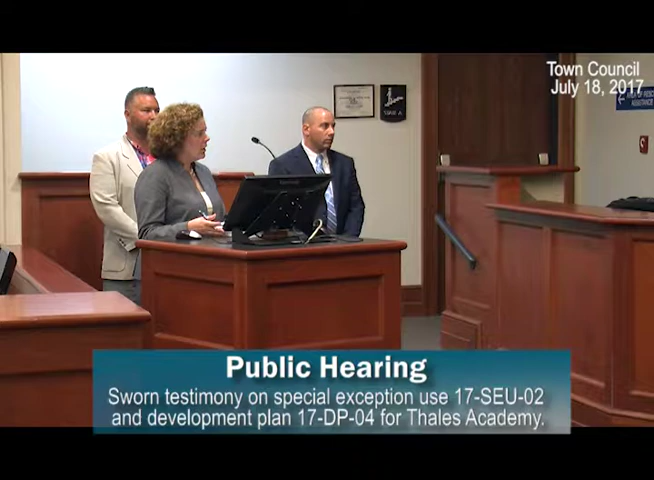 Town Council
July 18, 2017
Public Hearing
Sworn testimony on special exception use 17-SEU-02
and development plan 17-DP-04 for Thales Academy.